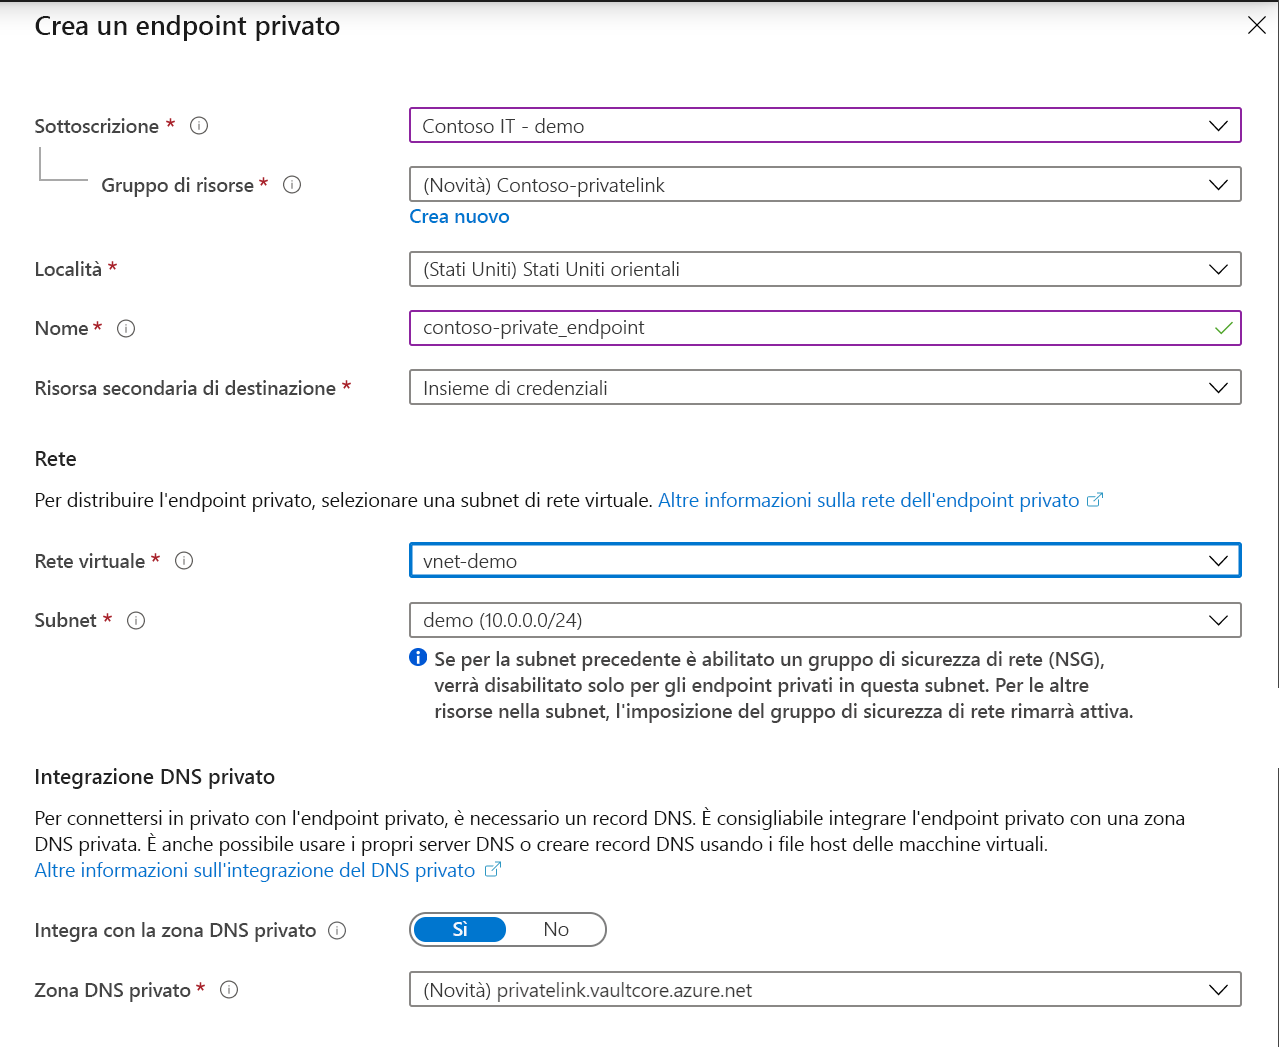 Crea un endpoint privato
Sottoscrizione *
Contoso IT - demo
Gruppo di risorse *
(Novità) Contoso-privatelink
Crea nuovo
Località *
(Stati Uniti) Stati Uniti orientali
Nome *
contoso-private_endpoint
Risorsa secondaria di destinazione *
Insieme di credenziali
Rete
Per distribuire l'endpoint privato, selezionare una subnet di rete virtuale. Altre informazioni sulla rete dell'endpoint privato
Rete virtuale *
vnet-demo
Subnet *
demo (10.0.0.0/24)
Se per la subnet precedente è abilitato un gruppo di sicurezza di rete (NSG),
verrà disabilitato solo per gli endpoint privati in questa subnet. Per le altre
risorse nella subnet, l'imposizione del gruppo di sicurezza di rete rimarrà attiva.
Integrazione DNS privato
Per connettersi in privato con l'endpoint privato, è necessario un record DNS. È consigliabile integrare l'endpoint privato con una zona
DNS privata. È anche possibile usare i propri server DNS o creare record DNS usando i file host delle macchine virtuali.
Altre informazioni sull'integrazione del DNS privato
Integra con la zona DNS privato
Sì No
Zona DNS privato *
(Novità) privatelink.vaultcore.azure.net